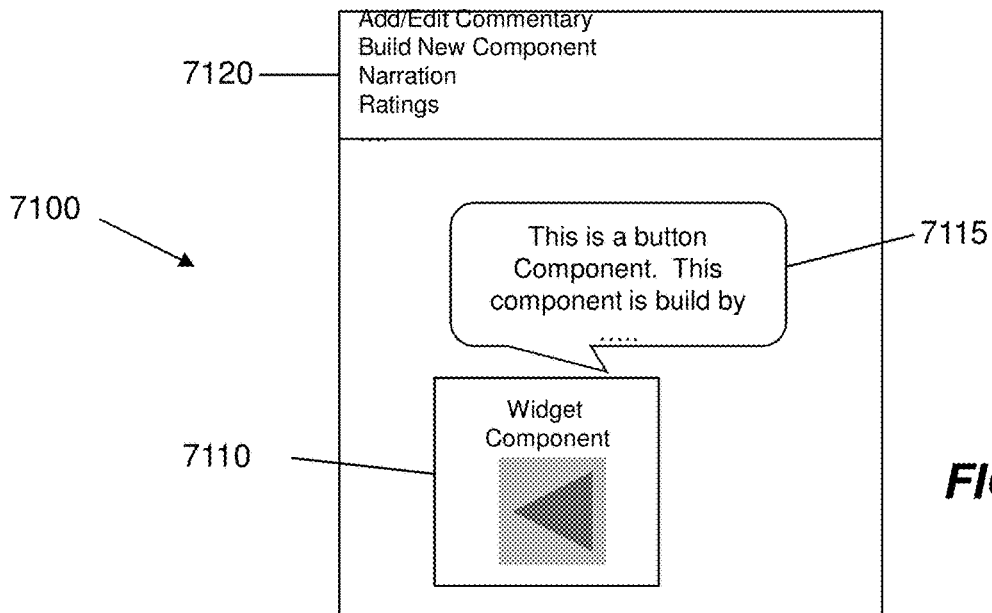 Add/Edit Commentary
Build New Component
7120
Narration
Ratings
.....
7100
This is a button
7115
Component.  This
component is build by
.....
Widget
Component
7110
FIG